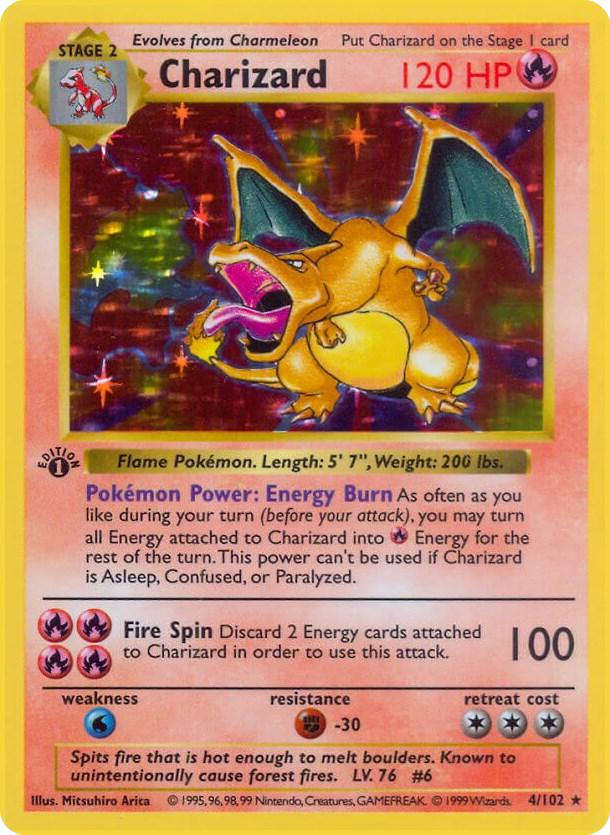 STAGE 2
Evolves from Charmeleon Put Charizard on the Stage 1 card
Charizard 120 HP
EDITION 1
Flame Pokémon. Length: 5' 7", Weight: 200 lbs.
Pokémon Power: Energy Burn As often as you
like during your turn (before your attack), you may turn
all Energy attached to Charizard into Energy for the
rest of the turn. This power can't be used if Charizard
is Asleep, Confused, or Paralyzed.
Fire Spin Discard 2 Energy cards attached
to Charizard in order to use this attack.
100
weakness resistance retreat cost
-30
Spits fire that is hot enough to melt boulders. Known to
unintentionally cause forest fires. LV. 76 #6
Illus. Mitsuhiro Arita © 1995, 96, 98, 99 Nintendo, Creatures, GAMEFREAK. © 1999 Wizards. 4/102 ★